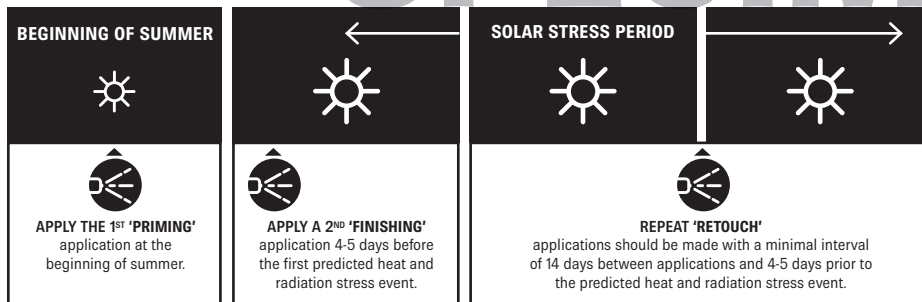 BEGINNING OF SUMMER
APPLY THE 1ST 'PRIMING'
application at the
beginning of summer.
APPLY A 2ND 'FINISHING'
application 4-5 days before
the first predicted heat and
radiation stress event.
SOLAR STRESS PERIOD
REPEAT 'RETOUCH'
applications should be made with a minimal interval
of 14 days between applications and 4-5 days prior to
the predicted heat and radiation stress event.